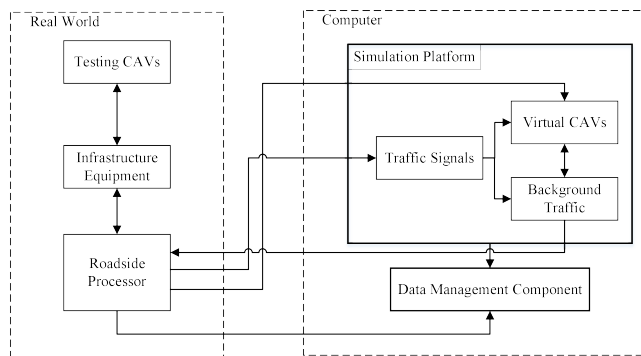 Real World
Computer
Testing CAVs
Simulation Platform
Virtual CAVs
Infrastructure
Equipment
Traffic Signals
Background
Traffic
Roadside
Processor
Data Management Component